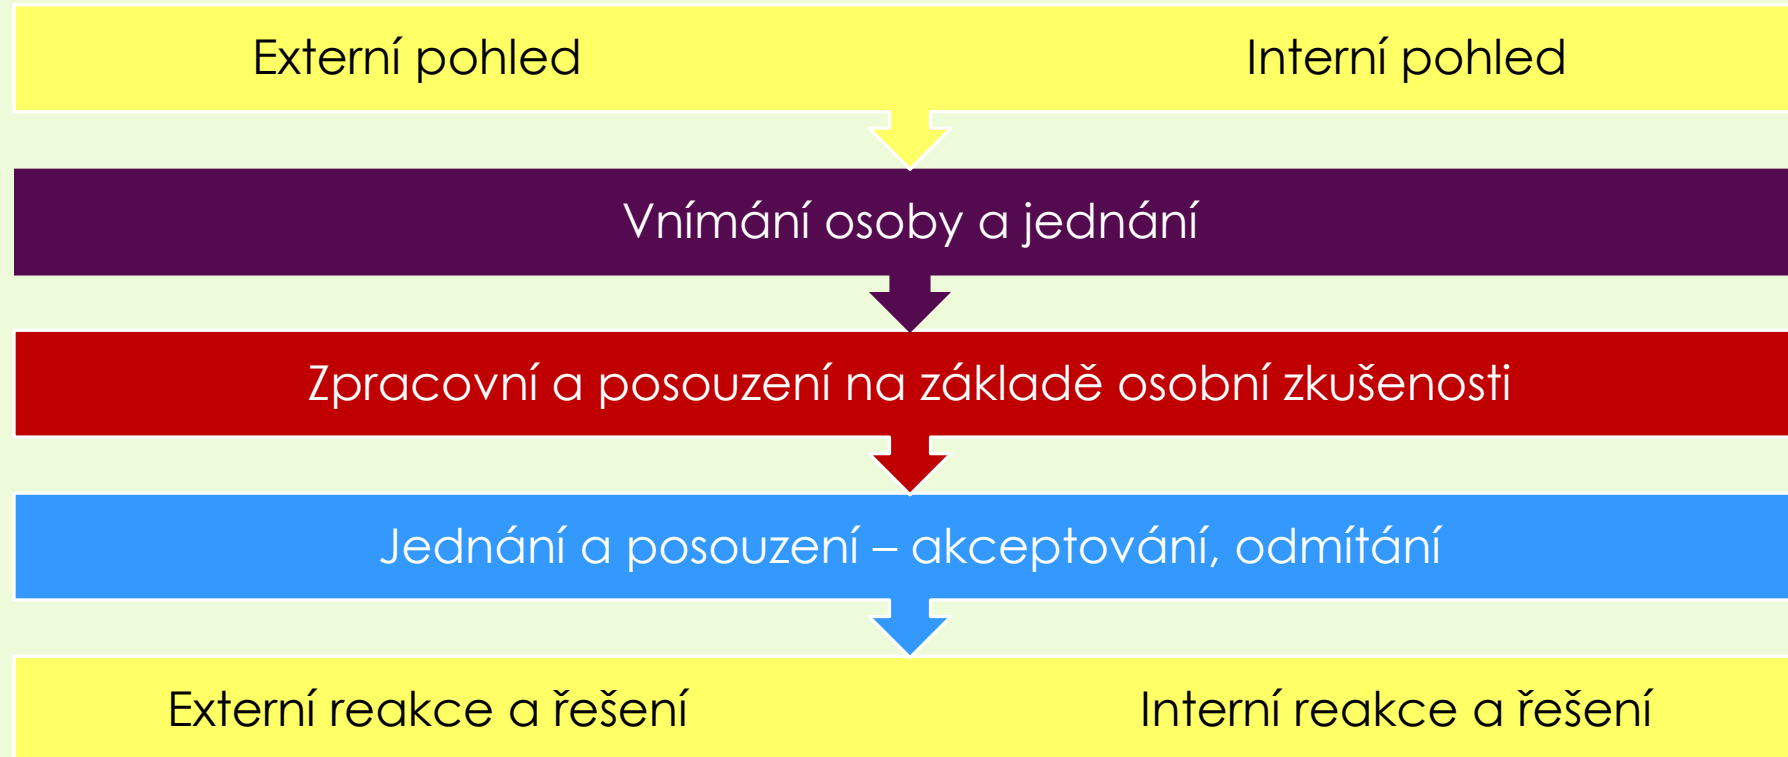 Externí pohled Interní pohled
Vnímání osoby a jednání
Zpracovní a posouzení na základě osobní zkušenosti
Jednání a posouzení – akceptování, odmítání
Externí reakce a řešení Interní reakce a řešení